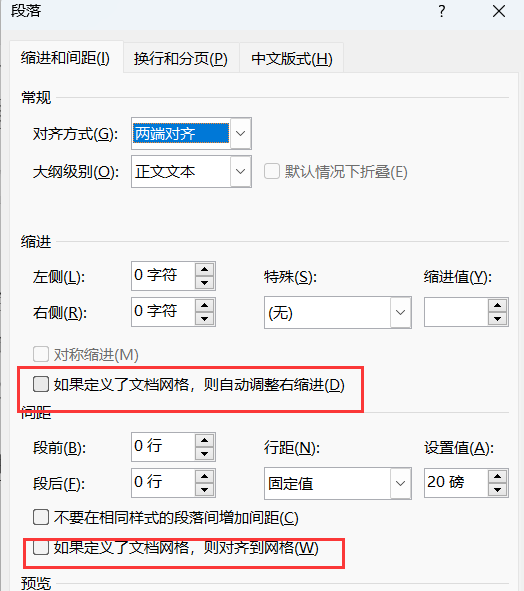 段落 ?
缩进和间距(I) 换行和分页(P) 中文版式(H)
常规
对齐方式(G): 两端对齐
大纲级别(O): 正文文本 默认情况下折叠(E)
缩进
左侧(L): 0 字符 特殊(S): 缩进值(Y):
右侧(R): 0 字符 (无)
对称缩进(M)
如果定义了文档网格，则自动调整右缩进(D)
间距
段前(B): 0 行 行距(N): 设置值(A):
段后(F): 0 行 固定值 20 磅
不要在相同样式的段落间增加间距(C)
如果定义了文档网格，则对齐到网格(W)
预览